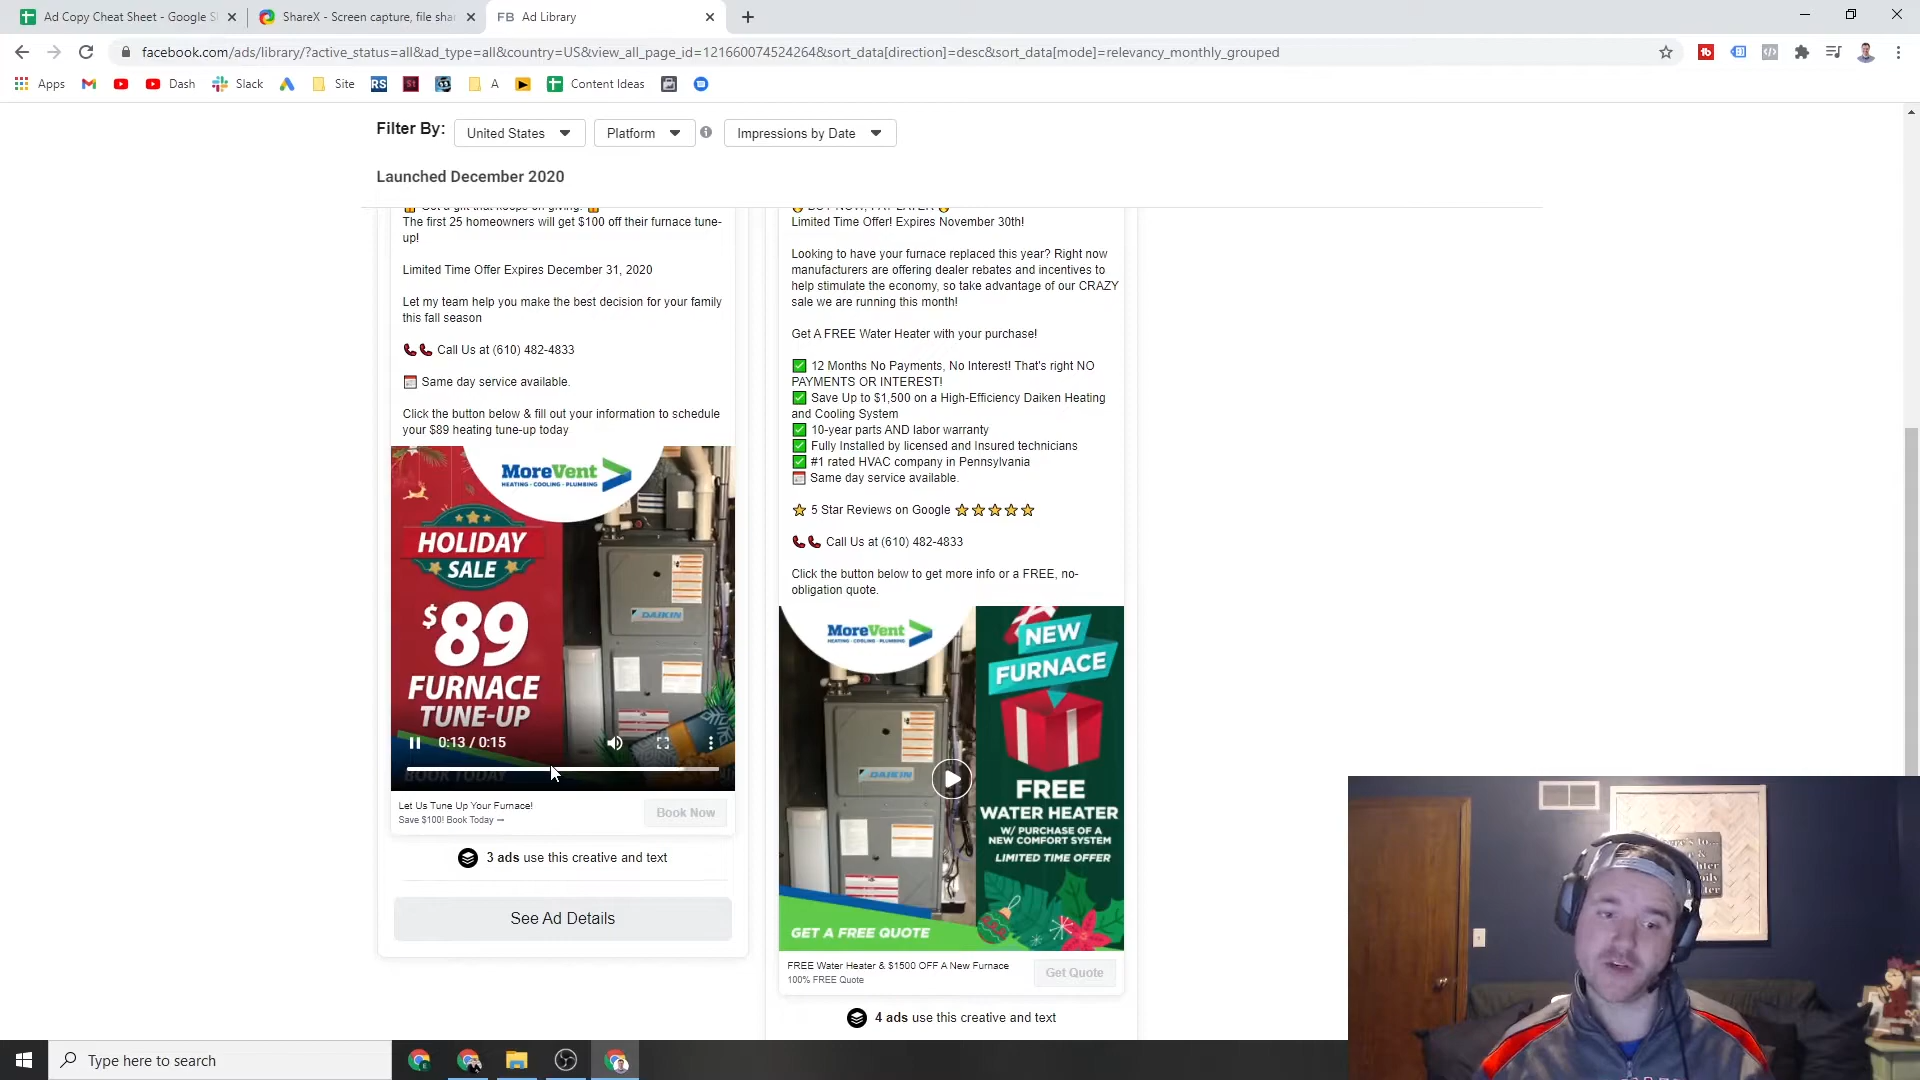 Ad Copy Cheat Sheet - Google S
ShareX - Screen capture, file shar
FB Ad Library
facebook.com/ads/library/?active_status=all&ad_type=all&country=US&view_all_page_id=121660074524264&sort_data[direction]=desc&sort_data[mode]=relevancy_monthly_grouped
Apps
Dash
Slack
Site
RS
St
A
Content Ideas
Filter By:
United States
Platform
Impressions by Date
Launched December 2020
The first 25 homeowners will get $100 off their furnace tune-
up!
Limited Time Offer Expires December 31, 2020
Let my team help you make the best decision for your family
this fall season
Call Us at (610) 482-4833
Same day service available.
Click the button below & fill out your information to schedule
your $89 heating tune-up today
MoreVent
HEATING - COOLING - PLUMBING
HOLIDAY
SALE
$89
FURNACE
TUNE-UP
DAIKIN
0:13 / 0:15
BOOK TODAY
Let Us Tune Up Your Furnace!
Save $100! Book Today
Book Now
3 ads use this creative and text
See Ad Details
Limited Time Offer! Expires November 30th!
Looking to have your furnace replaced this year? Right now
manufacturers are offering dealer rebates and incentives to
help stimulate the economy, so take advantage of our CRAZY
sale we are running this month!
Get A FREE Water Heater with your purchase!
12 Months No Payments, No Interest! That's right NO
PAYMENTS OR INTEREST!
Save Up to $1,500 on a High-Efficiency Daiken Heating
and Cooling System
10-year parts AND labor warranty
Fully Installed by licensed and Insured technicians
#1 rated HVAC company in Pennsylvania
Same day service available.
5 Star Reviews on Google
Call Us at (610) 482-4833
Click the button below to get more info or a FREE, no-
obligation quote.
MoreVent
HEATING - COOLING - PLUMBING
NEW
FURNACE
DAIKIN
FREE
WATER HEATER
W/ PURCHASE OF A
NEW COMFORT SYSTEM
LIMITED TIME OFFER
GET A FREE QUOTE
FREE Water Heater & $1500 OFF A New Furnace
100% FREE Quote
Get Quote
4 ads use this creative and text
Type here to search